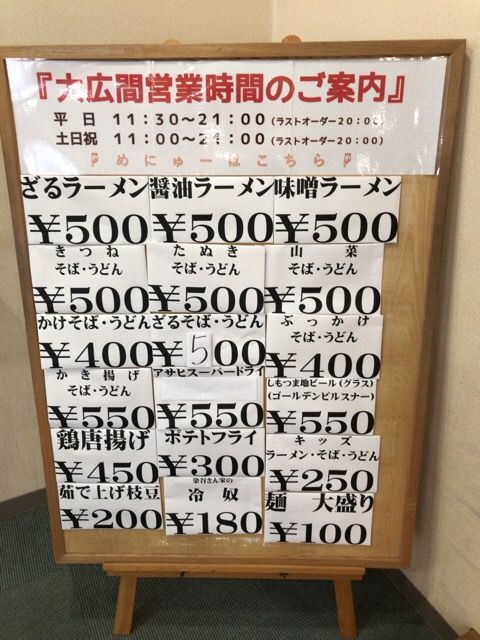 『大広間営業時間のご案内』
平 日 11:30～21:00(ラストオーダー20:00)
土日祝 11:00～21:00(ラストオーダー20:00)
めにゅーはこちら
ざるラーメン
¥500
醤油ラーメン
¥500
味噌ラーメン
¥500
きつね
そば・うどん
¥500
たぬき
そば・うどん
¥500
山菜
そば・うどん
¥500
かけそば・うどん
¥400
ざるそば・うどん
¥500
ぶっかけ
そば・うどん
¥400
かき揚げ
そば・うどん
¥550
アサヒスーパードライ
¥550
しもつま地ビール(グラス)
(ゴールデンピルスナー)
¥550
鶏唐揚げ
¥450
ポテトフライ
¥300
キッズ
ラーメン・そば・うどん
¥250
茹で上げ枝豆
¥200
染谷さん家の
冷奴
¥180
麺 大盛り
¥100